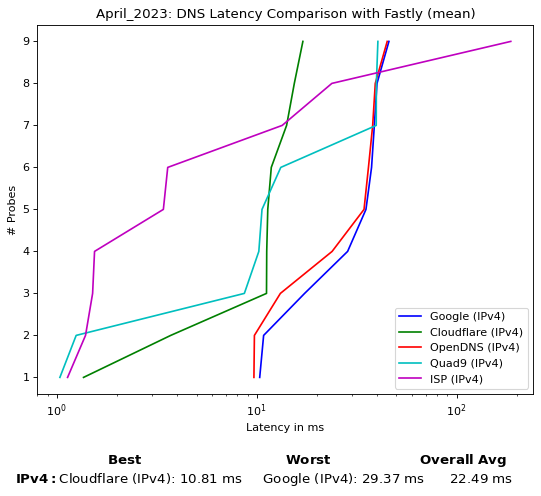 April_2023: DNS Latency Comparison with Fastly (mean)
9
8
7
6
5
4
3
2
1
# Probes
10⁰ 10¹ 10²
Latency in ms
Google (IPv4)
Cloudflare (IPv4)
OpenDNS (IPv4)
Quad9 (IPv4)
ISP (IPv4)
Best Worst Overall Avg
IPv4: Cloudflare (IPv4): 10.81 ms Google (IPv4): 29.37 ms 22.49 ms